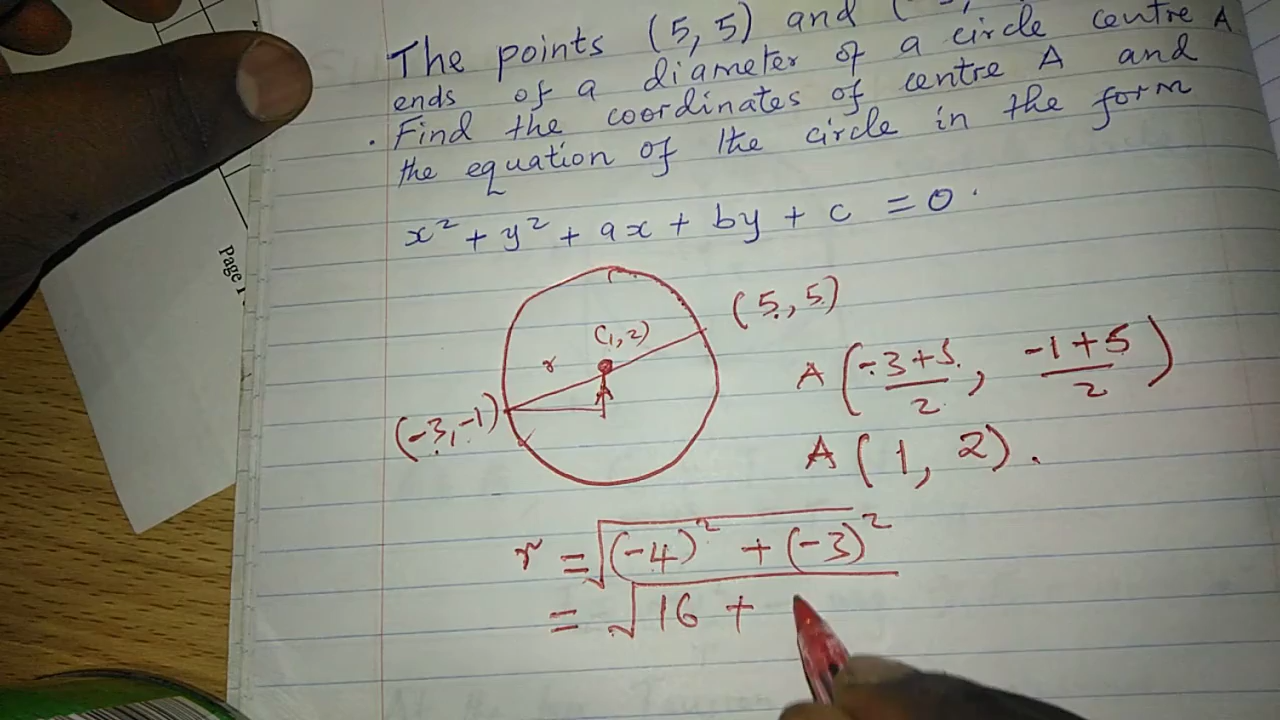 The points (5, 5) and (
ends of a diameter of a circle centre A
. Find the coordinates of centre A and
the equation of the circle in the form
x² + y² + ax + by + c = 0.
Page
(5, 5)
(1, 2)
r
A
(-3, -1)
A (-3+5/2, -1+5/2)
A (1, 2).
r = √(-4)² + (-3)²
= √16 +